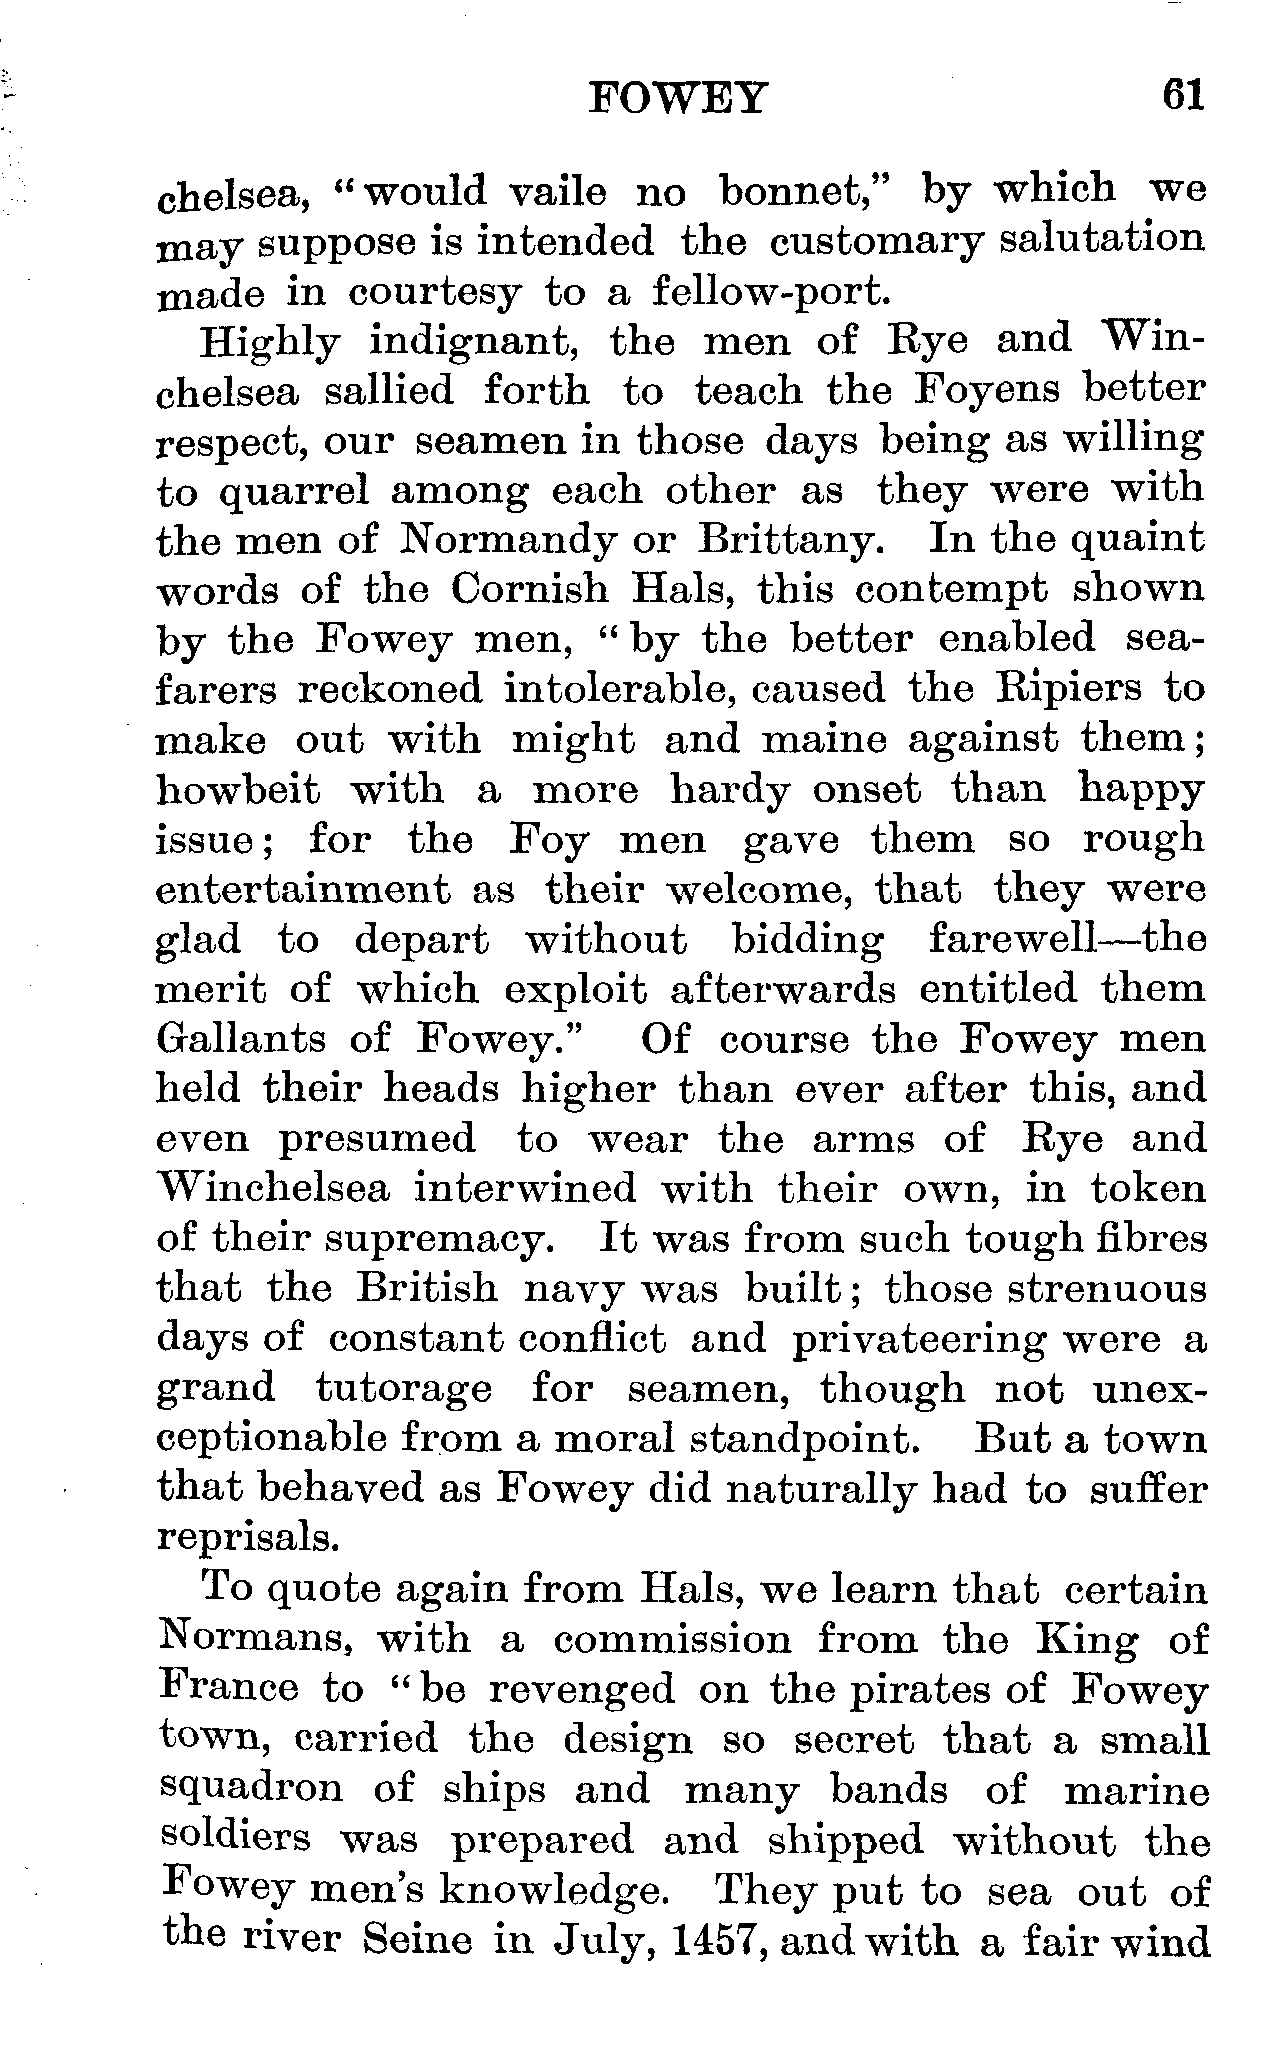 FOWEY 61
chelsea, "would vaile no bonnet," by which we
may suppose is intended the customary salutation
made in courtesy to a fellow-port.
Highly indignant, the men of Rye and Win-
chelsea sallied forth to teach the Foyens better
respect, our seamen in those days being as willing
to quarrel among each other as they were with
the men of Normandy or Brittany. In the quaint
words of the Cornish Hals, this contempt shown
by the Fowey men, "by the better enabled sea-
farers reckoned intolerable, caused the Ripiers to
make out with might and maine against them;
howbeit with a more hardy onset than happy
issue; for the Foy men gave them so rough
entertainment as their welcome, that they were
glad to depart without bidding farewell—the
merit of which exploit afterwards entitled them
Gallants of Fowey." Of course the Fowey men
held their heads higher than ever after this, and
even presumed to wear the arms of Rye and
Winchelsea interwined with their own, in token
of their supremacy. It was from such tough fibres
that the British navy was built; those strenuous
days of constant conflict and privateering were a
grand tutorage for seamen, though not unex-
ceptionable from a moral standpoint. But a town
that behaved as Fowey did naturally had to suffer
reprisals.
To quote again from Hals, we learn that certain
Normans, with a commission from the King of
France to "be revenged on the pirates of Fowey
town, carried the design so secret that a small
squadron of ships and many bands of marine
soldiers was prepared and shipped without the
Fowey men's knowledge. They put to sea out of
the river Seine in July, 1457, and with a fair wind